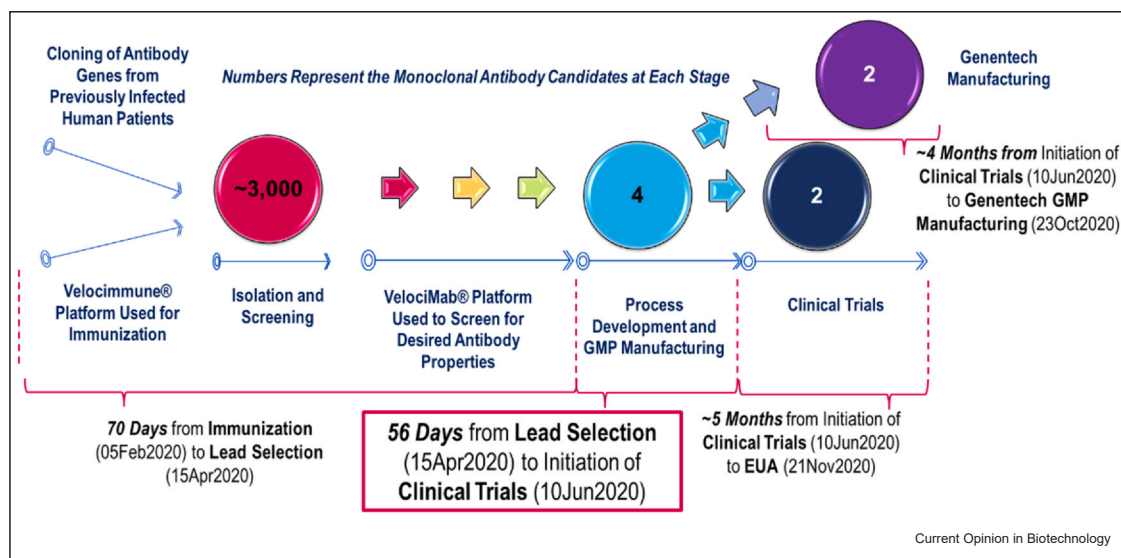 Cloning of Antibody
Genes from
Previously Infected
Human Patients
Numbers Represent the Monoclonal Antibody Candidates at Each Stage
2
Genentech
Manufacturing
~3,000
4
2
~4 Months from Initiation of
Clinical Trials (10Jun2020)
to Genentech GMP
Manufacturing (23Oct2020)
Velocimmune®
Platform Used for
Immunization
Isolation and
Screening
VelociMab® Platform
Used to Screen for
Desired Antibody
Properties
Process
Development and
GMP Manufacturing
Clinical Trials
70 Days from Immunization
(05Feb2020) to Lead Selection
(15Apr2020)
56 Days from Lead Selection
(15Apr2020) to Initiation of
Clinical Trials (10Jun2020)
~5 Months from Initiation of
Clinical Trials (10Jun2020)
to EUA (21Nov2020)
Current Opinion in Biotechnology